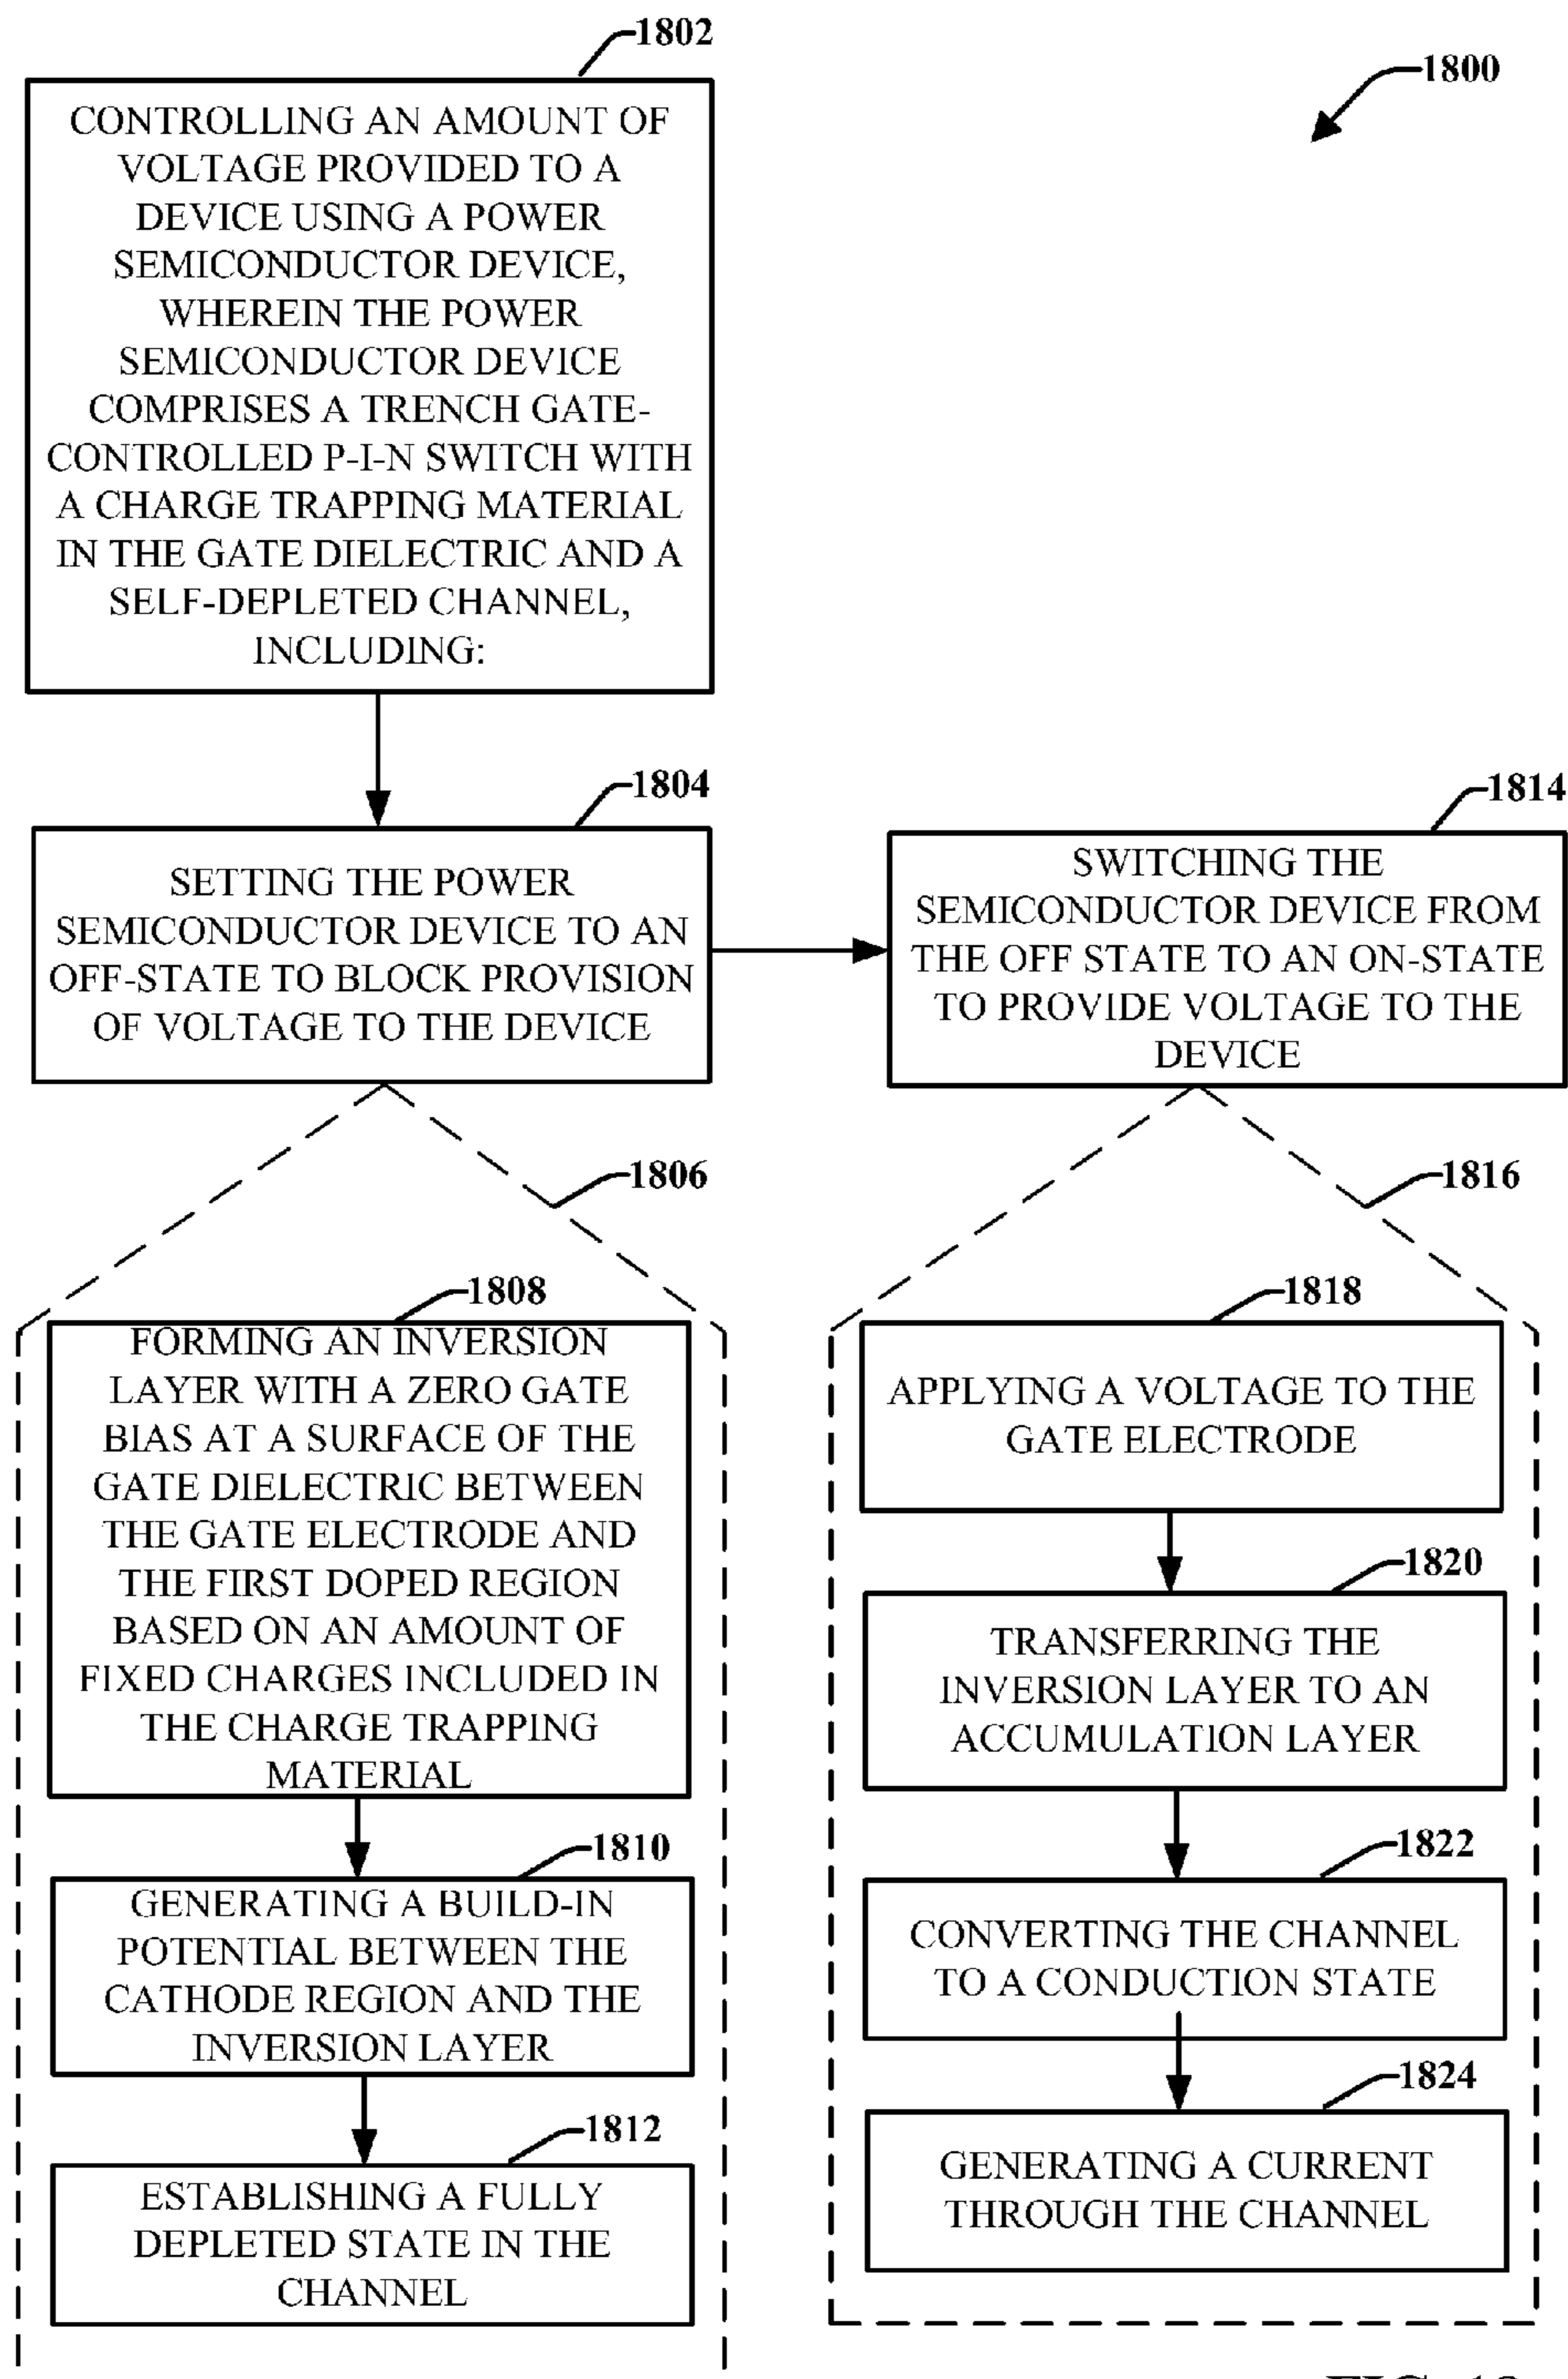 1802
1800
CONTROLLING AN AMOUNT OF
VOLTAGE PROVIDED TO A
DEVICE USING A POWER
SEMICONDUCTOR DEVICE,
WHEREIN THE POWER
SEMICONDUCTOR DEVICE
COMPRISES A TRENCH GATE-
CONTROLLED P-I-N SWITCH WITH
A CHARGE TRAPPING MATERIAL
IN THE GATE DIELECTRIC AND A
SELF-DEPLETED CHANNEL,
INCLUDING:
1804
SETTING THE POWER
SEMICONDUCTOR DEVICE TO AN
OFF-STATE TO BLOCK PROVISION
OF VOLTAGE TO THE DEVICE
1814
SWITCHING THE
SEMICONDUCTOR DEVICE FROM
THE OFF STATE TO AN ON-STATE
TO PROVIDE VOLTAGE TO THE
DEVICE
1806
1808
FORMING AN INVERSION
LAYER WITH A ZERO GATE
BIAS AT A SURFACE OF THE
GATE DIELECTRIC BETWEEN
THE GATE ELECTRODE AND
THE FIRST DOPED REGION
BASED ON AN AMOUNT OF
FIXED CHARGES INCLUDED IN
THE CHARGE TRAPPING
MATERIAL
1810
GENERATING A BUILD-IN
POTENTIAL BETWEEN THE
CATHODE REGION AND THE
INVERSION LAYER
1812
ESTABLISHING A FULLY
DEPLETED STATE IN THE
CHANNEL
1816
1818
APPLYING A VOLTAGE TO THE
GATE ELECTRODE
1820
TRANSFERRING THE
INVERSION LAYER TO AN
ACCUMULATION LAYER
1822
CONVERTING THE CHANNEL
TO A CONDUCTION STATE
1824
GENERATING A CURRENT
THROUGH THE CHANNEL